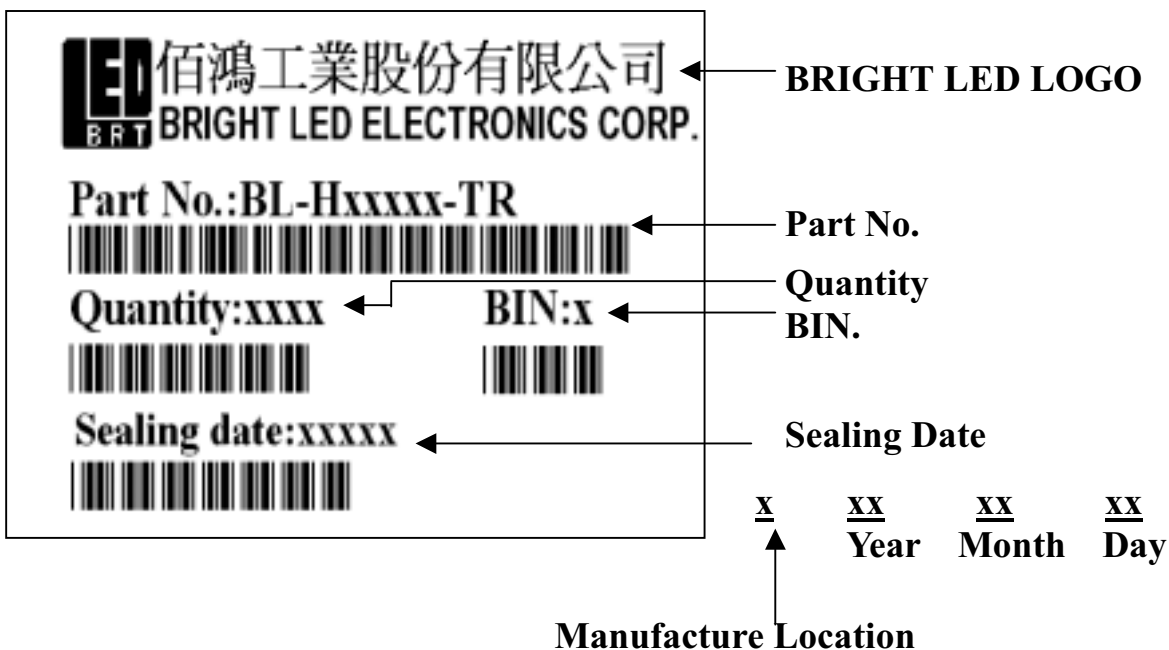 LED 佰鴻工業股份有限公司 BRIGHT LED LOGO
BRT BRIGHT LED ELECTRONICS CORP.
Part No.:BL-Hxxxxx-TR
Part No.
Quantity:xxxx BIN:x Quantity
BIN.
Sealing date:xxxxx Sealing Date
x xx xx xx
Year Month Day
Manufacture Location